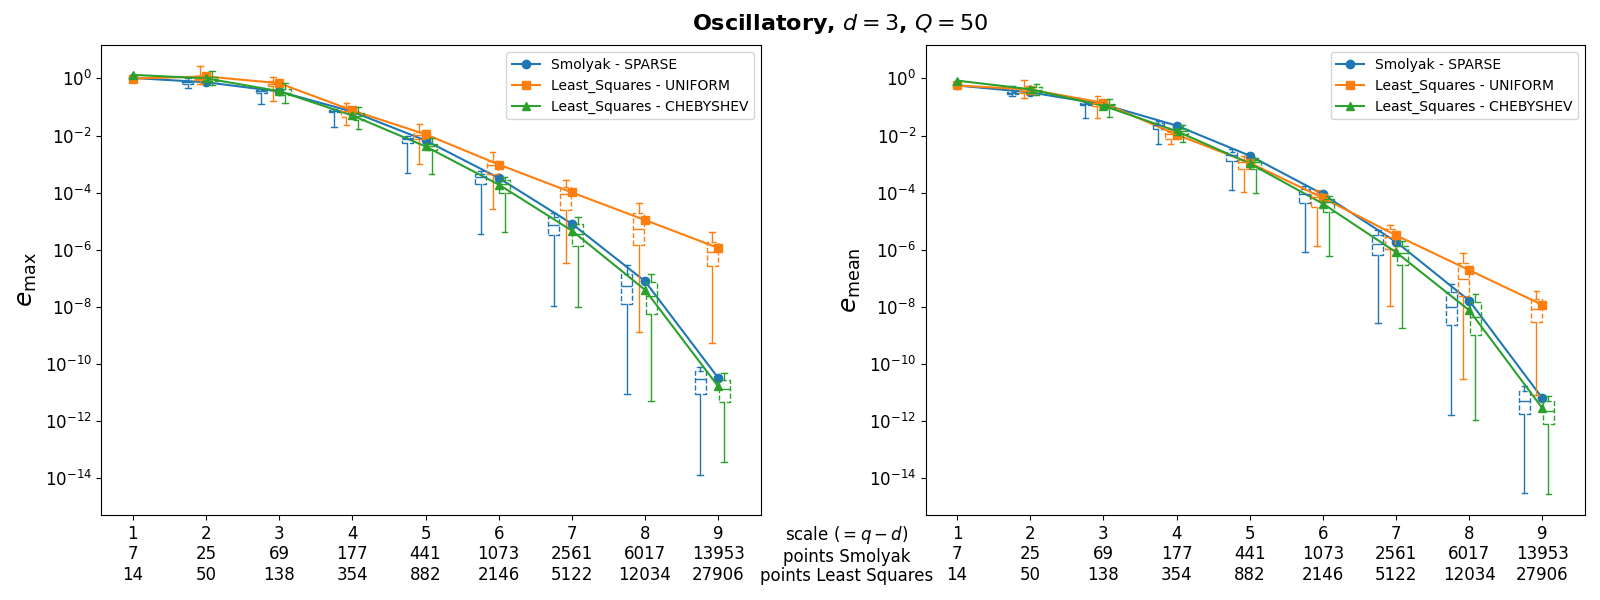 Oscillatory, d = 3, Q = 50
Smolyak - SPARSE
Least_Squares - UNIFORM
Least_Squares - CHEBYSHEV
e_max
10^0
10^-2
10^-4
10^-6
10^-8
10^-10
10^-12
10^-14
1 2 3 4 5 6 7 8 9
7 25 69 177 441 1073 2561 6017 13953
14 50 138 354 882 2146 5122 12034 27906
scale (= q − d)
points Smolyak
points Least Squares
Smolyak - SPARSE
Least_Squares - UNIFORM
Least_Squares - CHEBYSHEV
e_mean
10^0
10^-2
10^-4
10^-6
10^-8
10^-10
10^-12
10^-14
1 2 3 4 5 6 7 8 9
7 25 69 177 441 1073 2561 6017 13953
14 50 138 354 882 2146 5122 12034 27906